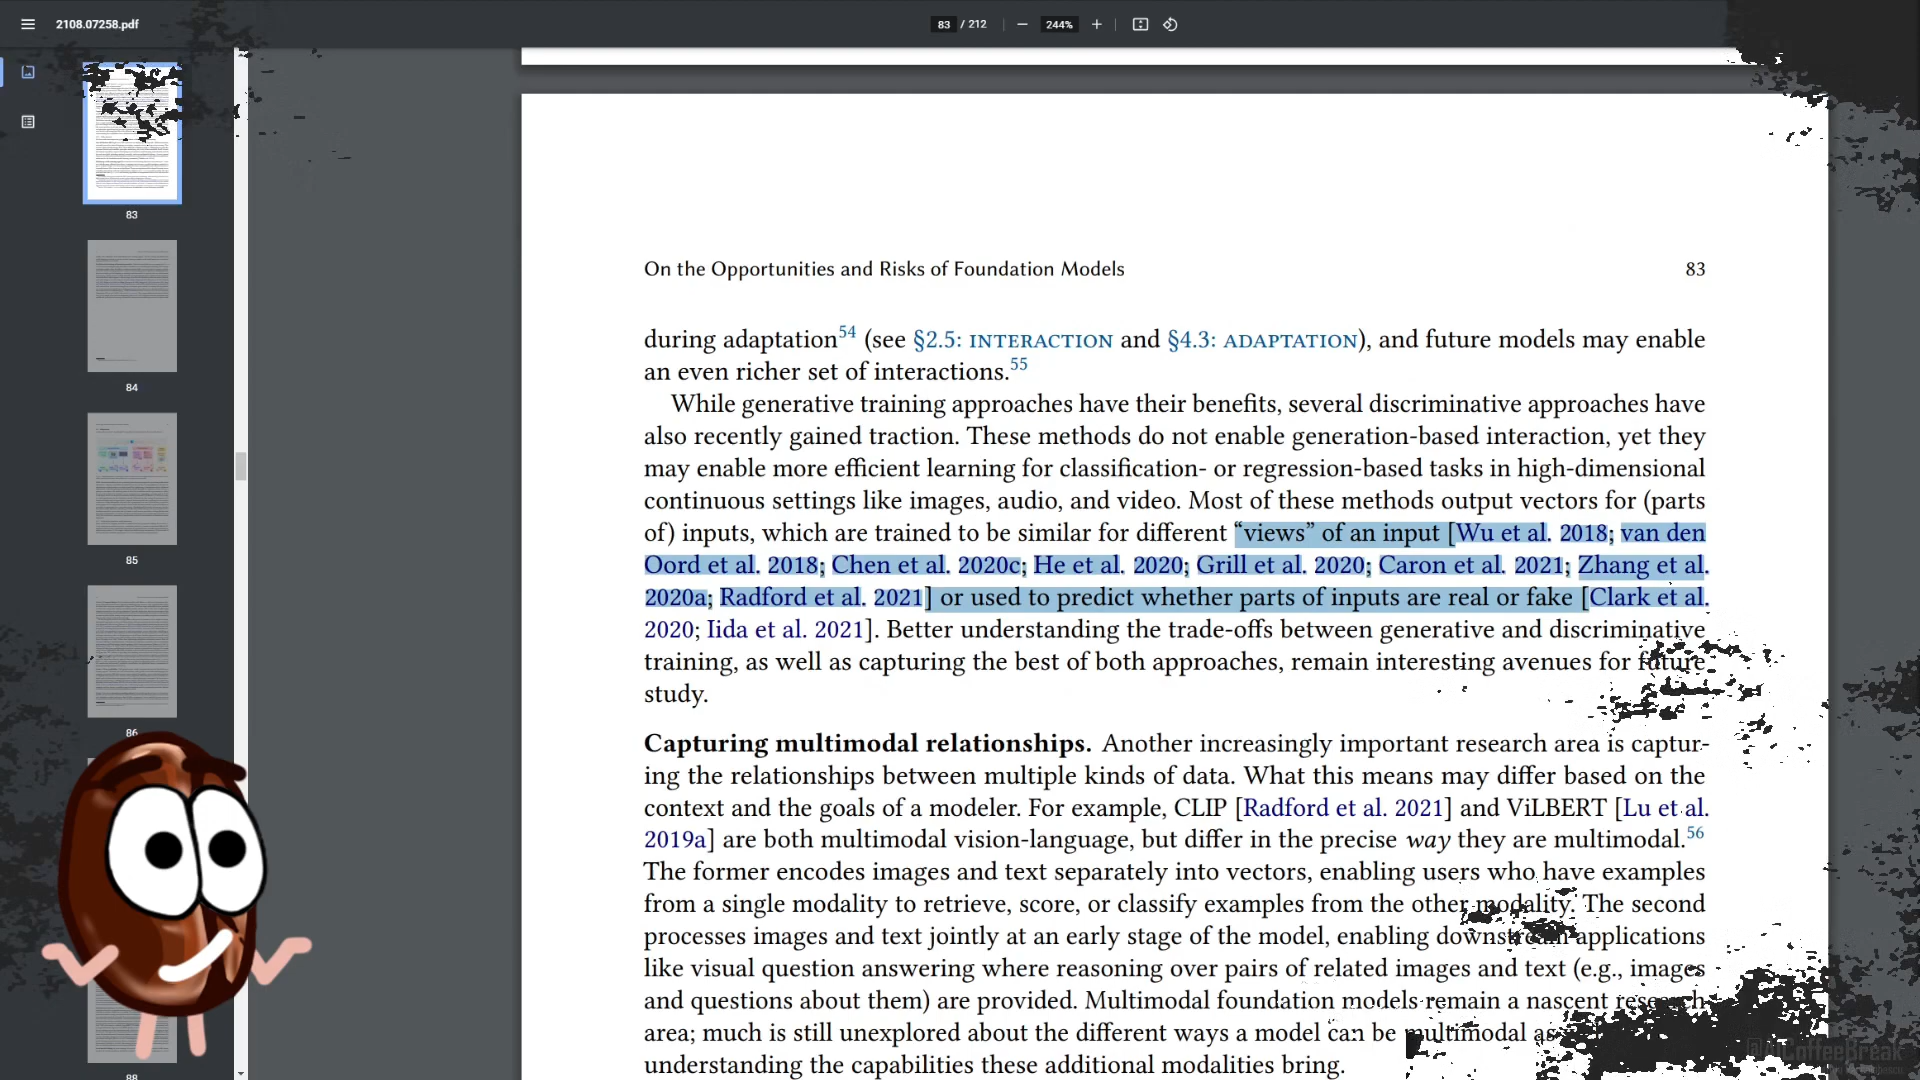 2108.07258.pdf
83 / 212
244%
83
84
85
86
88
On the Opportunities and Risks of Foundation Models 83
during adaptation54 (see §2.5: INTERACTION and §4.3: ADAPTATION), and future models may enable
an even richer set of interactions.55
While generative training approaches have their benefits, several discriminative approaches have
also recently gained traction. These methods do not enable generation-based interaction, yet they
may enable more efficient learning for classification- or regression-based tasks in high-dimensional
continuous settings like images, audio, and video. Most of these methods output vectors for (parts
of) inputs, which are trained to be similar for different “views” of an input [Wu et al. 2018; van den
Oord et al. 2018; Chen et al. 2020c; He et al. 2020; Grill et al. 2020; Caron et al. 2021; Zhang et al.
2020a; Radford et al. 2021] or used to predict whether parts of inputs are real or fake [Clark et al.
2020; Iida et al. 2021]. Better understanding the trade-offs between generative and discriminative
training, as well as capturing the best of both approaches, remain interesting avenues for future
study.
Capturing multimodal relationships. Another increasingly important research area is captur-
ing the relationships between multiple kinds of data. What this means may differ based on the
context and the goals of a modeler. For example, CLIP [Radford et al. 2021] and ViLBERT [Lu et al.
2019a] are both multimodal vision-language, but differ in the precise way they are multimodal.56
The former encodes images and text separately into vectors, enabling users who have examples
from a single modality to retrieve, score, or classify examples from the other modality. The second
processes images and text jointly at an early stage of the model, enabling downstream applications
like visual question answering where reasoning over pairs of related images and text (e.g., images
and questions about them) are provided. Multimodal foundation models remain a nascent research
area; much is still unexplored about the different ways a model can be multimodal as
understanding the capabilities these additional modalities bring.